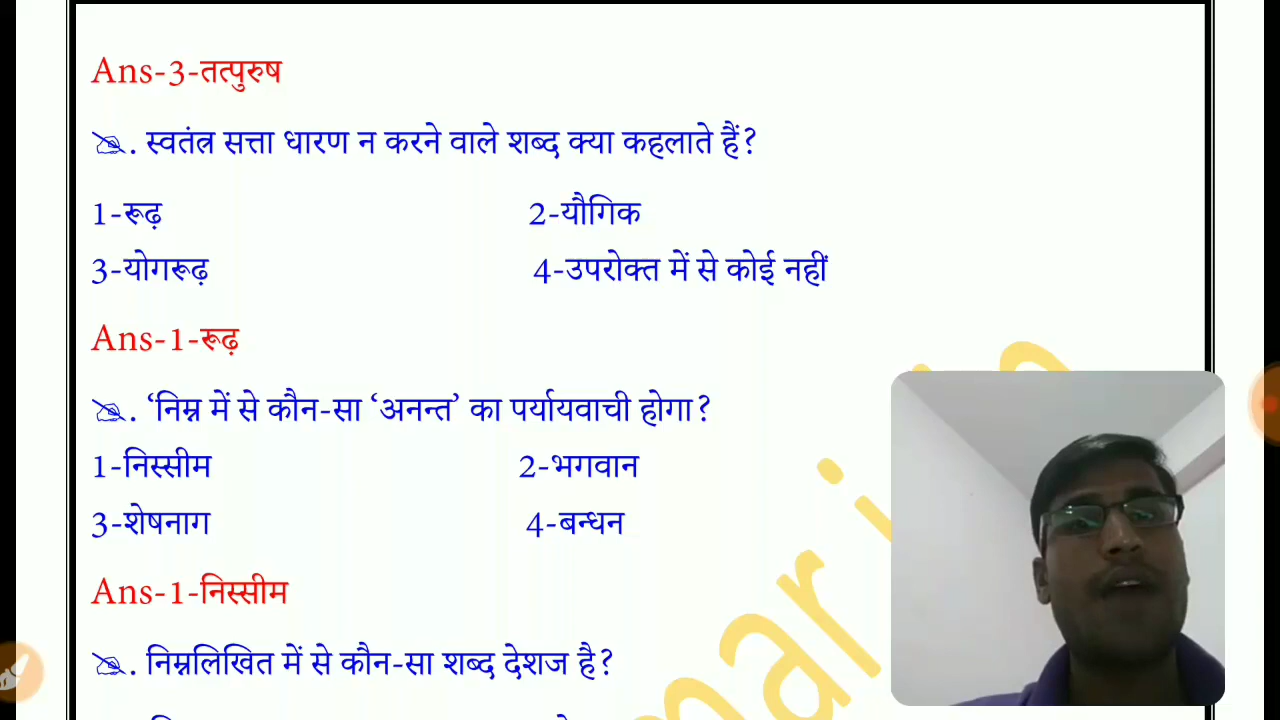 Ans-3-तत्पुरुष
. स्वतंत्र सत्ता धारण न करने वाले शब्द क्या कहलाते हैं?
1-रूढ़ 2-यौगिक
3-योगरूढ़ 4-उपरोक्त में से कोई नहीं
Ans-1-रूढ़
. ‘निम्न में से कौन-सा ‘अनन्त’ का पर्यायवाची होगा?
1-निस्सीम 2-भगवान
3-शेषनाग 4-बन्धन
Ans-1-निस्सीम
. निम्नलिखित में से कौन-सा शब्द देशज है?